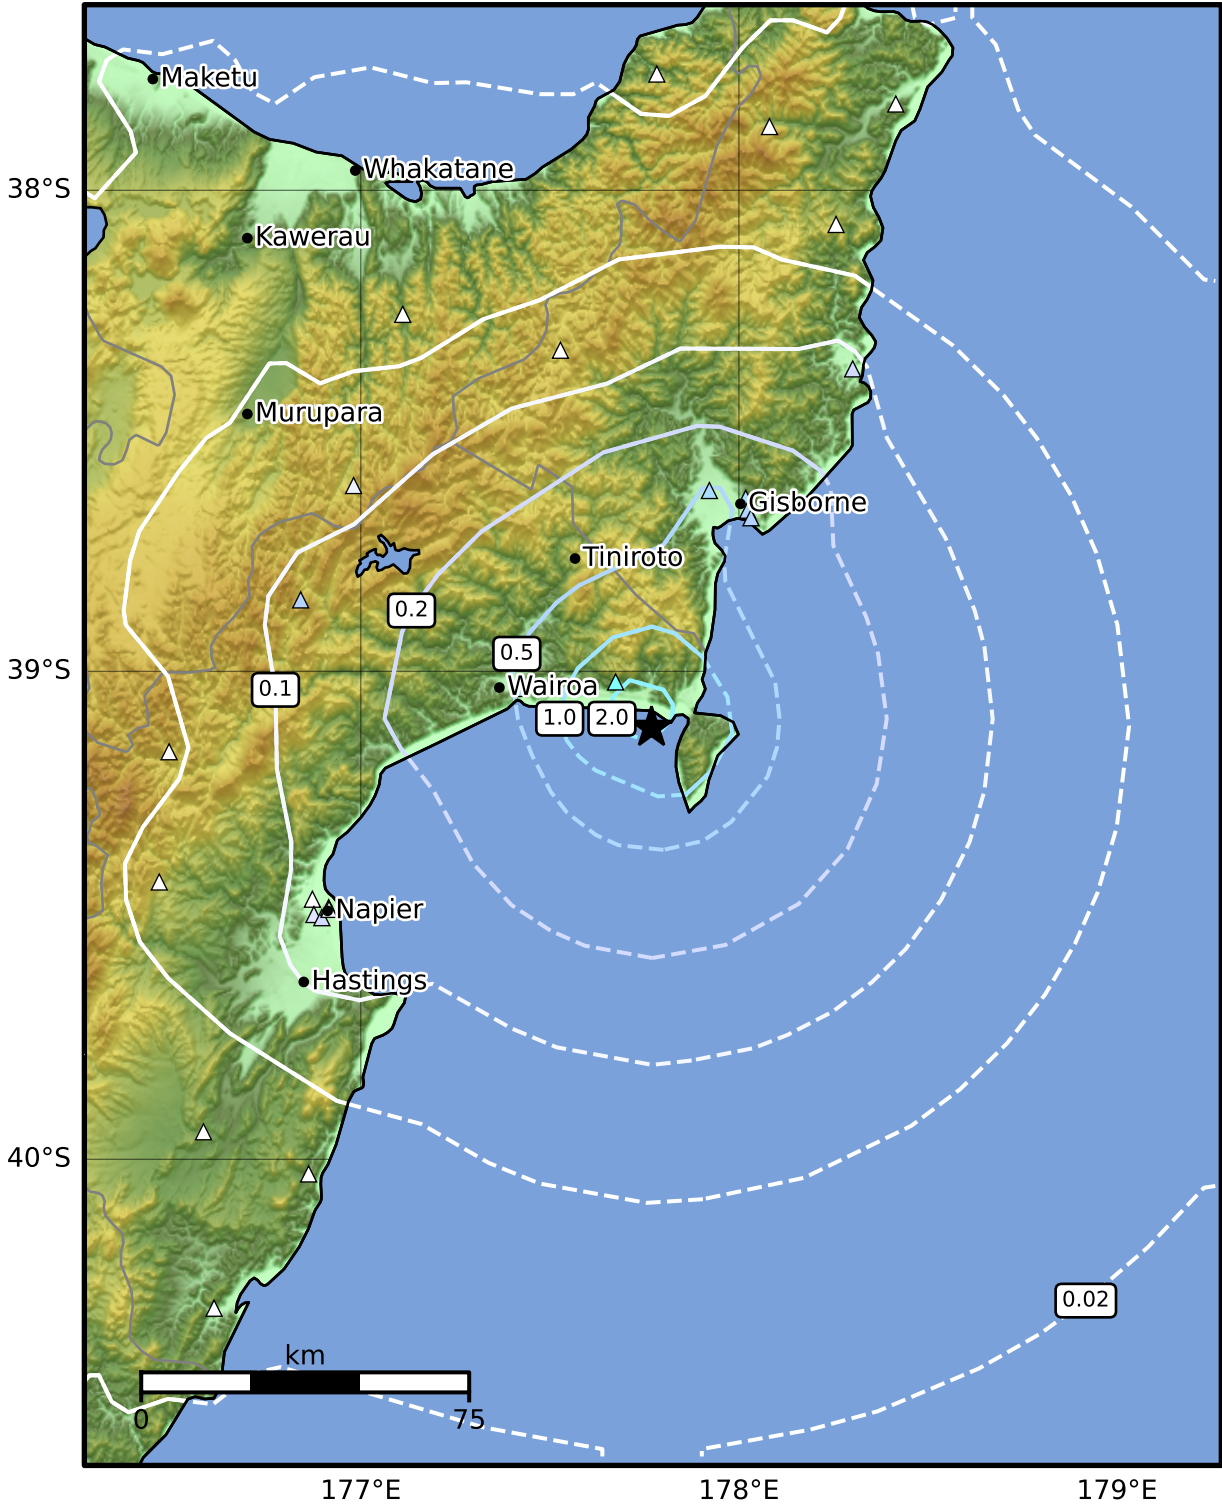 Maketu
Whakatane
38°S
Kawerau
Murupara
Gisborne
Tiniroto
0.2
0.5
39°S
Wairoa
0.1
1.0
2.0
Napier
Hastings
40°S
0.02
km
0
75
177°E
178°E
179°E